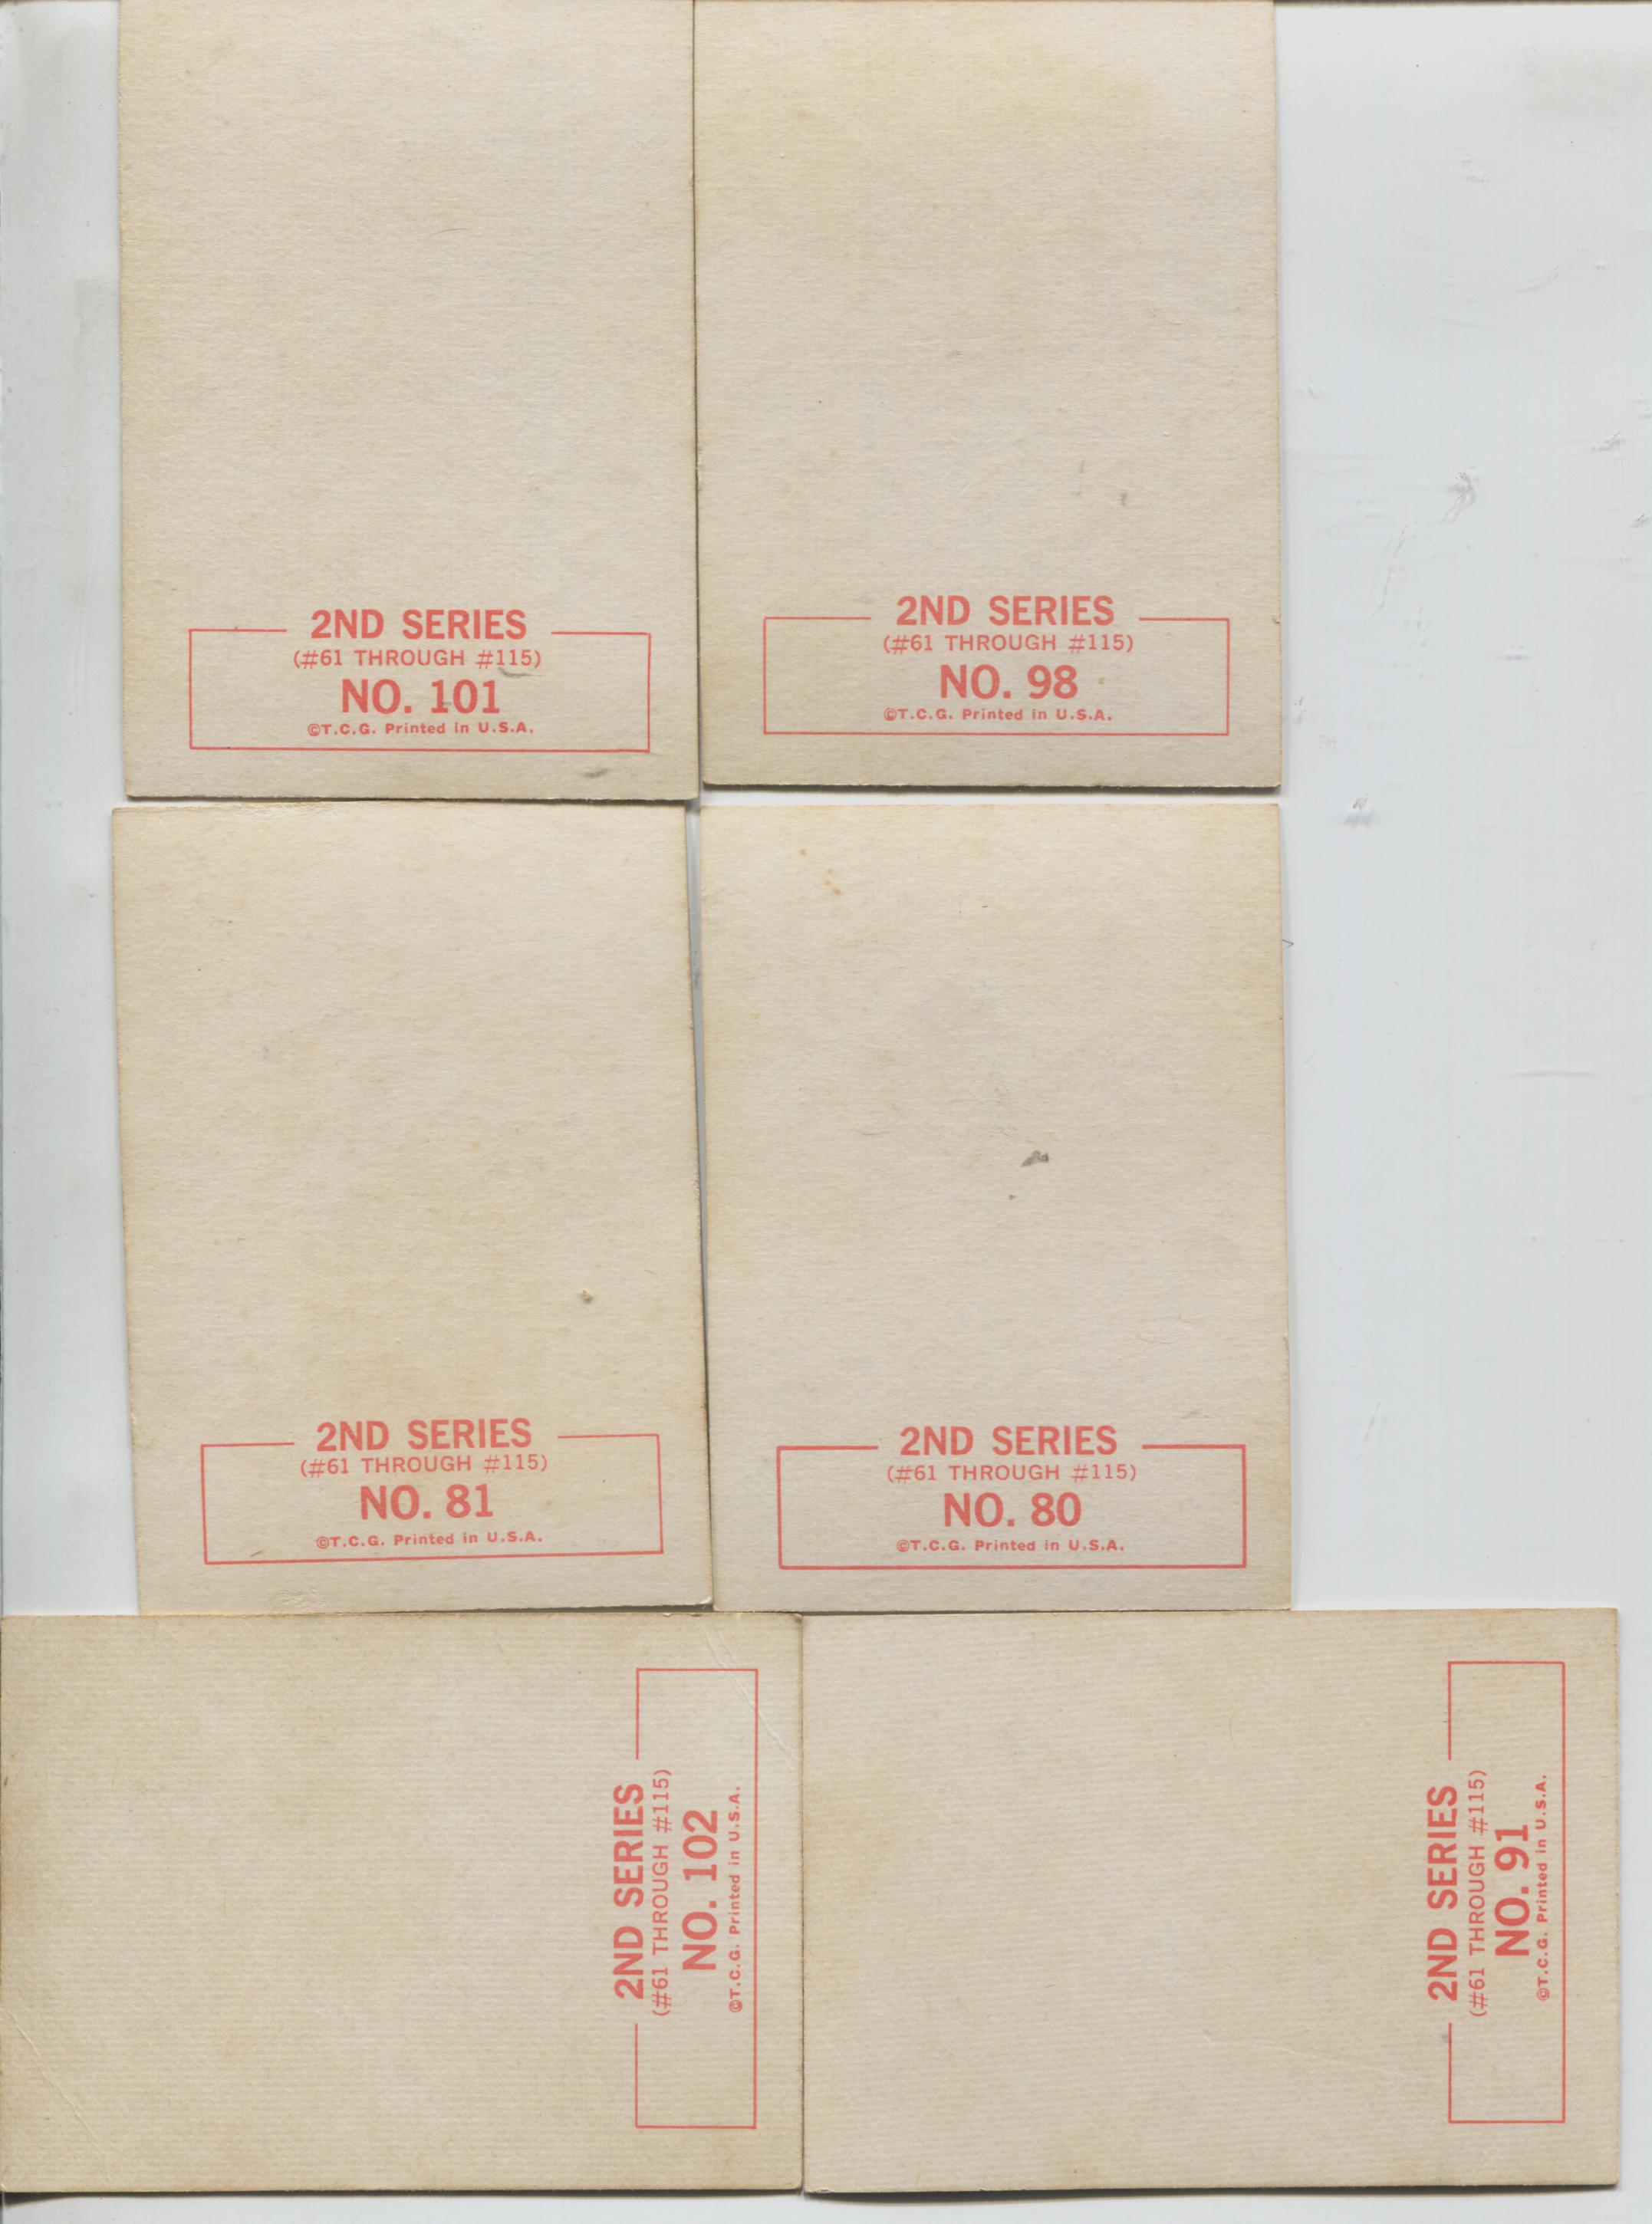 2ND SERIES
(#61 THROUGH #115)
NO. 101
©T.C.G. Printed in U.S.A.
2ND SERIES
(#61 THROUGH #115)
NO. 98
©T.C.G. Printed in U.S.A.
2ND SERIES
(#61 THROUGH #115)
NO. 81
©T.C.G. Printed in U.S.A.
2ND SERIES
(#61 THROUGH #115)
NO. 80
©T.C.G. Printed in U.S.A.
2ND SERIES
(#61 THROUGH #115)
NO. 102
©T.C.G. Printed in U.S.A.
2ND SERIES
(#61 THROUGH #115)
NO. 91
©T.C.G. Printed in U.S.A.